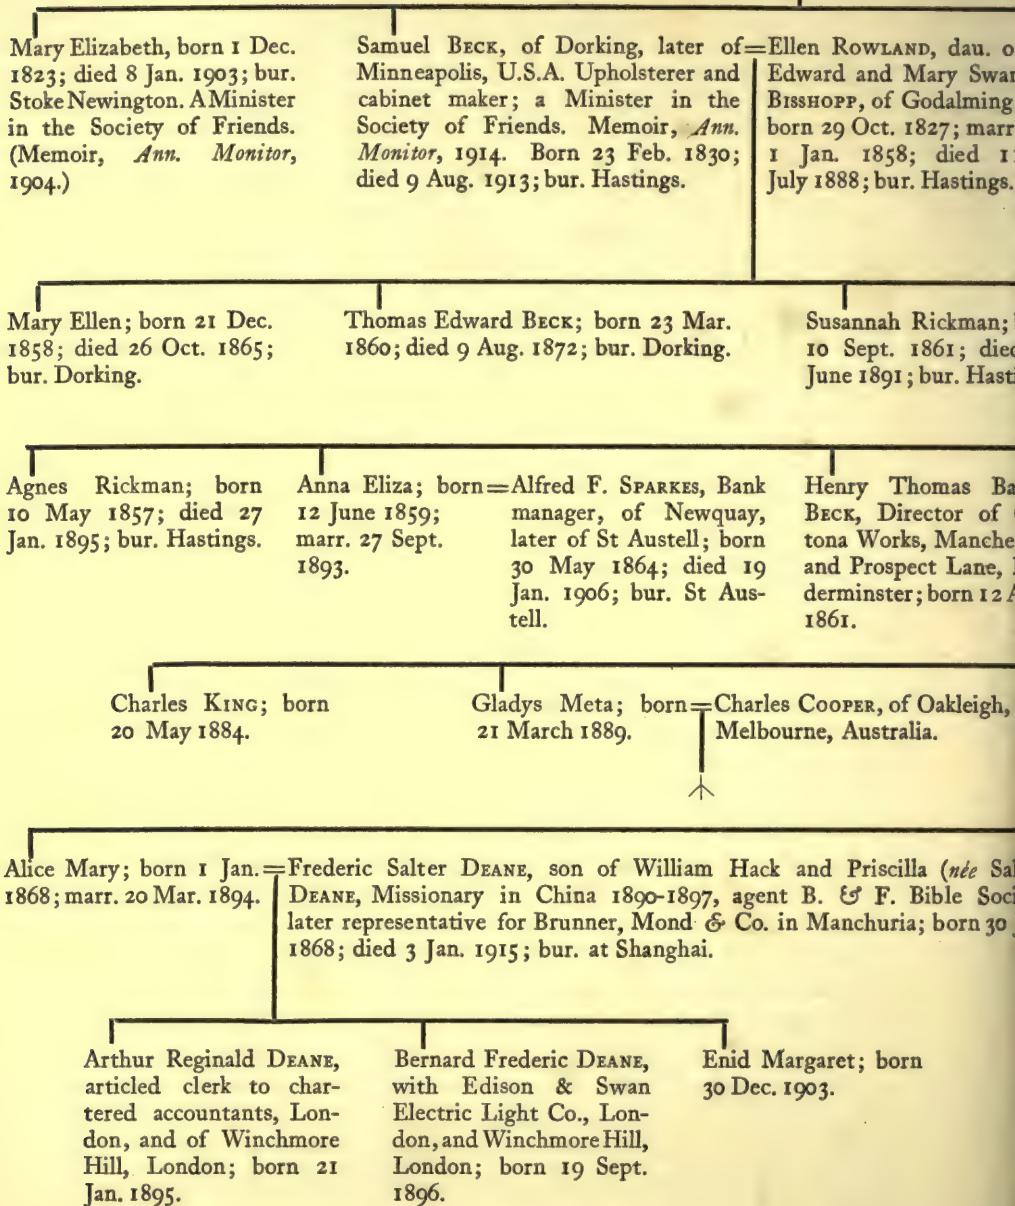 Mary Elizabeth, born 1 Dec.
1823; died 8 Jan. 1903; bur.
Stoke Newington. A Minister
in the Society of Friends.
(Memoir, Ann. Monitor,
1904.)
Samuel BECK, of Dorking, later of=
Minneapolis, U.S.A. Upholsterer and
cabinet maker; a Minister in the
Society of Friends. Memoir, Ann.
Monitor, 1914. Born 23 Feb. 1830;
died 9 Aug. 1913; bur. Hastings.
Ellen ROWLAND, dau. o
Edward and Mary Swan
BISSHOPP, of Godalming
born 29 Oct. 1827; marr
1 Jan. 1858; died 1
July 1888; bur. Hastings.
Mary Ellen; born 21 Dec.
1858; died 26 Oct. 1865;
bur. Dorking.
Thomas Edward BECK; born 23 Mar.
1860; died 9 Aug. 1872; bur. Dorking.
Susannah Rickman;
10 Sept. 1861; died
June 1891; bur. Hasti
Agnes Rickman; born
10 May 1857; died 27
Jan. 1895; bur. Hastings.
Anna Eliza; born=
12 June 1859;
marr. 27 Sept.
1893.
Alfred F. SPARKES, Bank
manager, of Newquay,
later of St Austell; born
30 May 1864; died 19
Jan. 1906; bur. St Aus-
tell.
Henry Thomas Ba
BECK, Director of
tona Works, Manche
and Prospect Lane,
derminster; born 12 A
1861.
Charles KING; born
20 May 1884.
Gladys Meta; born=
21 March 1889.
Charles COOPER, of Oakleigh,
Melbourne, Australia.
Alice Mary; born 1 Jan.=
1868; marr. 20 Mar. 1894.
Frederic Salter DEANE, son of William Hack and Priscilla (née Sal
DEANE, Missionary in China 1890-1897, agent B. & F. Bible Soci
later representative for Brunner, Mond & Co. in Manchuria; born 30
1868; died 3 Jan. 1915; bur. at Shanghai.
Arthur Reginald DEANE,
articled clerk to char-
tered accountants, Lon-
don, and of Winchmore
Hill, London; born 21
Jan. 1895.
Bernard Frederic DEANE,
with Edison & Swan
Electric Light Co., Lon-
don, and Winchmore Hill,
London; born 19 Sept.
1896.
Enid Margaret; born
30 Dec. 1903.